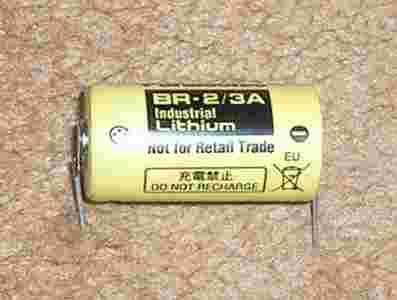 BR-2/3A
Industrial
Lithium
Not for Retail Trade
EU
充電禁止
DO NOT RECHARGE